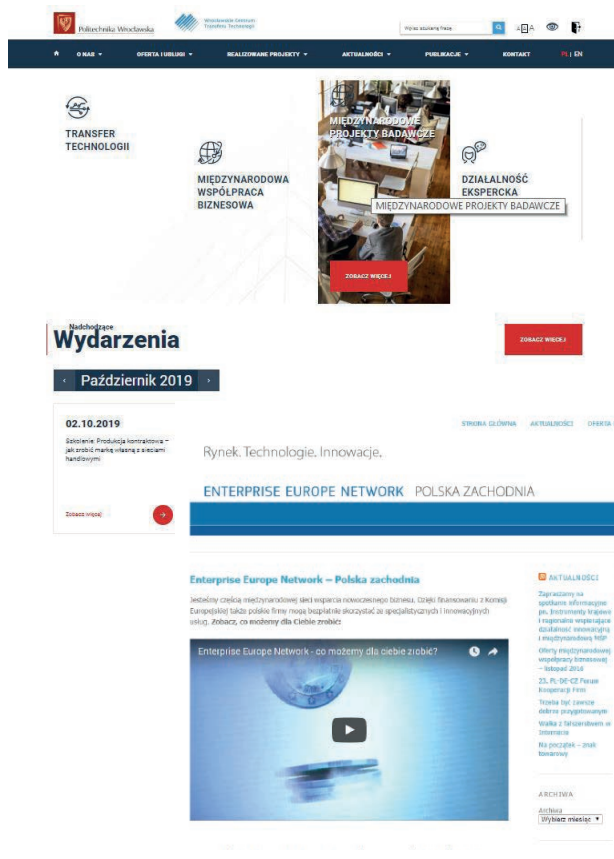 Politechnika Wrocławska
Wrocławskie Centrum
Transferu Technologii
Wpisz szukaną frazę
A A A
O NAS
OFERTA I USŁUGI
REALIZOWANE PROJEKTY
AKTUALNOŚCI
PUBLIKACJE
KONTAKT
PL | EN
TRANSFER
TECHNOLOGII
MIĘDZYNARODOWA
WSPÓŁPRACA
BIZNESOWA
MIĘDZYNARODOWE
PROJEKTY BADAWCZE
ZOBACZ WIĘCEJ
DZIAŁALNOŚĆ
EKSPERCKA
MIĘDZYNARODOWE PROJEKTY BADAWCZE
Nadchodzące
Wydarzenia
ZOBACZ WIĘCEJ
Październik 2019
02.10.2019
Szkolenie: Produkcja kontraktowa –
jak zrobić markę własną z sieciami
handlowymi
Zobacz więcej
STRONA GŁÓWNA AKTUALNOŚCI OFERTA
Rynek. Technologie. Innowacje.
ENTERPRISE EUROPE NETWORK POLSKA ZACHODNIA
Enterprise Europe Network – Polska zachodnia
Jesteśmy częścią międzynarodowej sieci wsparcia nowoczesnego biznesu. Dzięki finansowaniu z Komisji
Europejskiej także polskie firmy mogą bezpłatnie skorzystać ze specjalistycznych i innowacyjnych
usług. Zobacz, co możemy dla Ciebie zrobić:
Enterprise Europe Network - co możemy dla ciebie zrobić?
AKTUALNOŚCI
Zapraszamy na
spotkanie informacyjne
pn. Instrumenty krajowe
i regionalne wspierające
działalność innowacyjną
i międzynarodową MŚP
Oferty międzynarodowej
współpracy biznesowej
– listopad 2016
23. PL-DE-CZ Forum
Kooperacji Firm
Trzeba być zawsze
dobrze przygotowanym
Walka z fałszerstwem w
Internecie
Na początek – znak
towarowy
ARCHIWA
Archiwa
Wybierz miesiąc